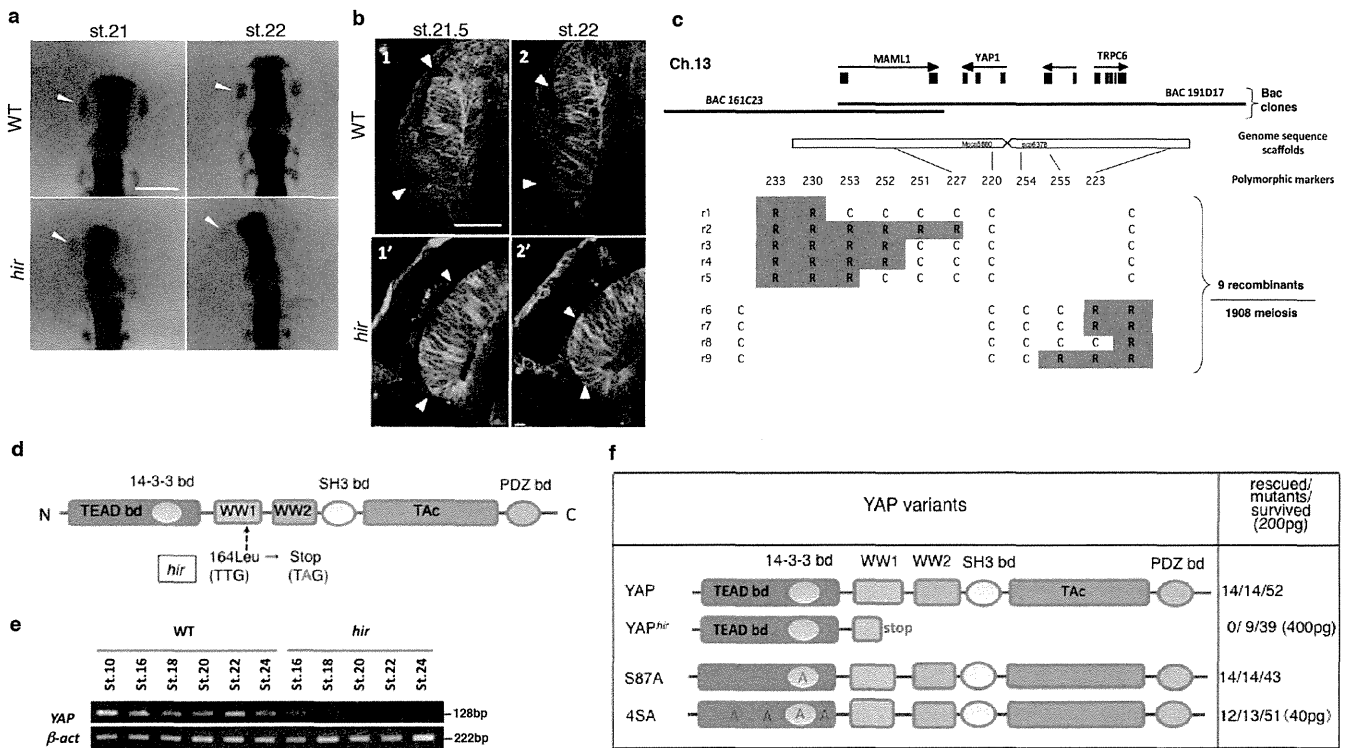 a
st.21 st.22
WT
hir
b
st.21.5 st.22
1 2
WT
1' 2'
hir
c
Ch.13
MAML1 YAP1 TRPC6
BAC 161C23 BAC 191D17
Bac clones
Genome sequence scaffolds
233 230 253 252 251 227 220 254 255 223
Polymorphic markers
r1 R R C C C C C C
r2 R R R R R R C C
r3 R R R R C C C C
r4 R R R R C C C C
r5 R R R C C C C C
r6 C C C C R R
r7 C C C C R R
r8 C C C C C R
r9 C C C R R R
9 recombinants
1908 meiosis
d
14-3-3 bd SH3 bd PDZ bd
N TEAD bd WW1 WW2 TAc C
hir 164Leu → Stop
(TTG) (TAG)
e
WT hir
St.10 St.16 St.18 St.20 St.22 St.24 St.16 St.18 St.20 St.22 St.24
YAP 128bp
β-act 222bp
f
YAP variants
rescued/
mutants/
survived
(200pg)
14-3-3 bd WW1 WW2 SH3 bd PDZ bd
YAP TEAD bd TAc 14/14/52
YAPhir TEAD bd stop 0/ 9/39 (400pg)
S87A A 14/14/43
4SA A A A A 12/13/51 (40pg)